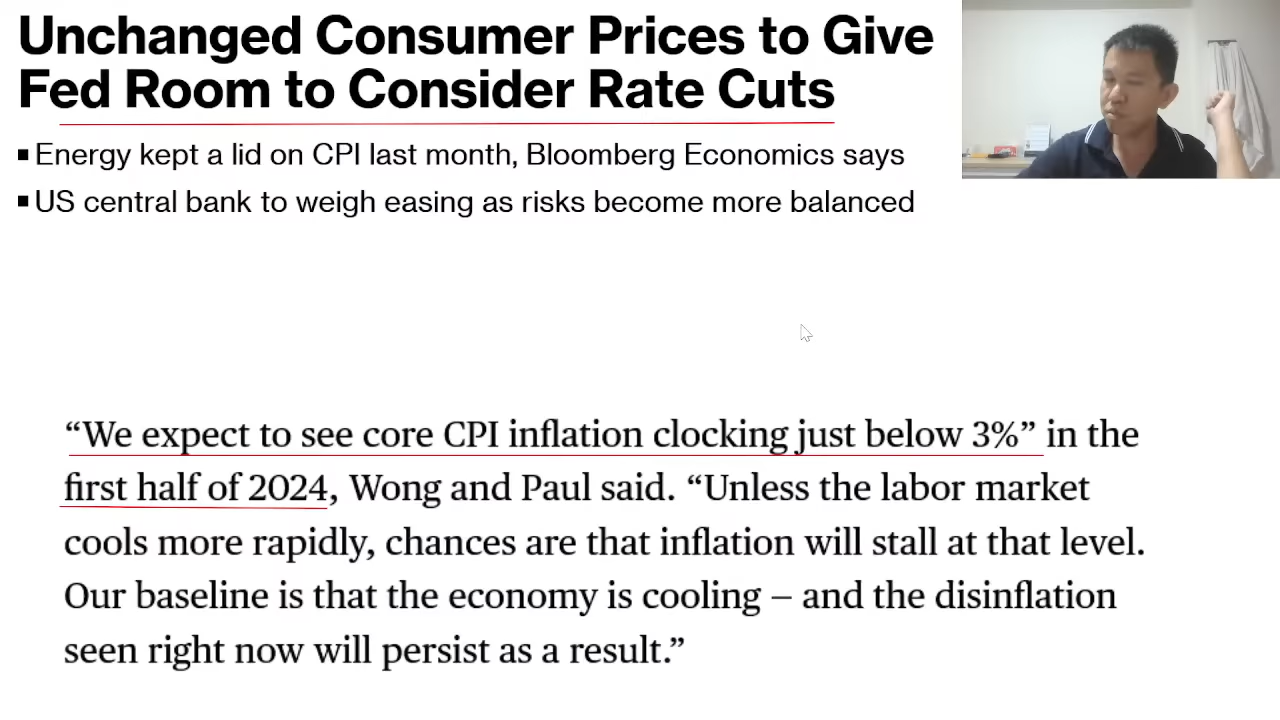 Unchanged Consumer Prices to Give
Fed Room to Consider Rate Cuts
▪ Energy kept a lid on CPI last month, Bloomberg Economics says
▪ US central bank to weigh easing as risks become more balanced
“We expect to see core CPI inflation clocking just below 3%” in the
first half of 2024, Wong and Paul said. “Unless the labor market
cools more rapidly, chances are that inflation will stall at that level.
Our baseline is that the economy is cooling — and the disinflation
seen right now will persist as a result.”